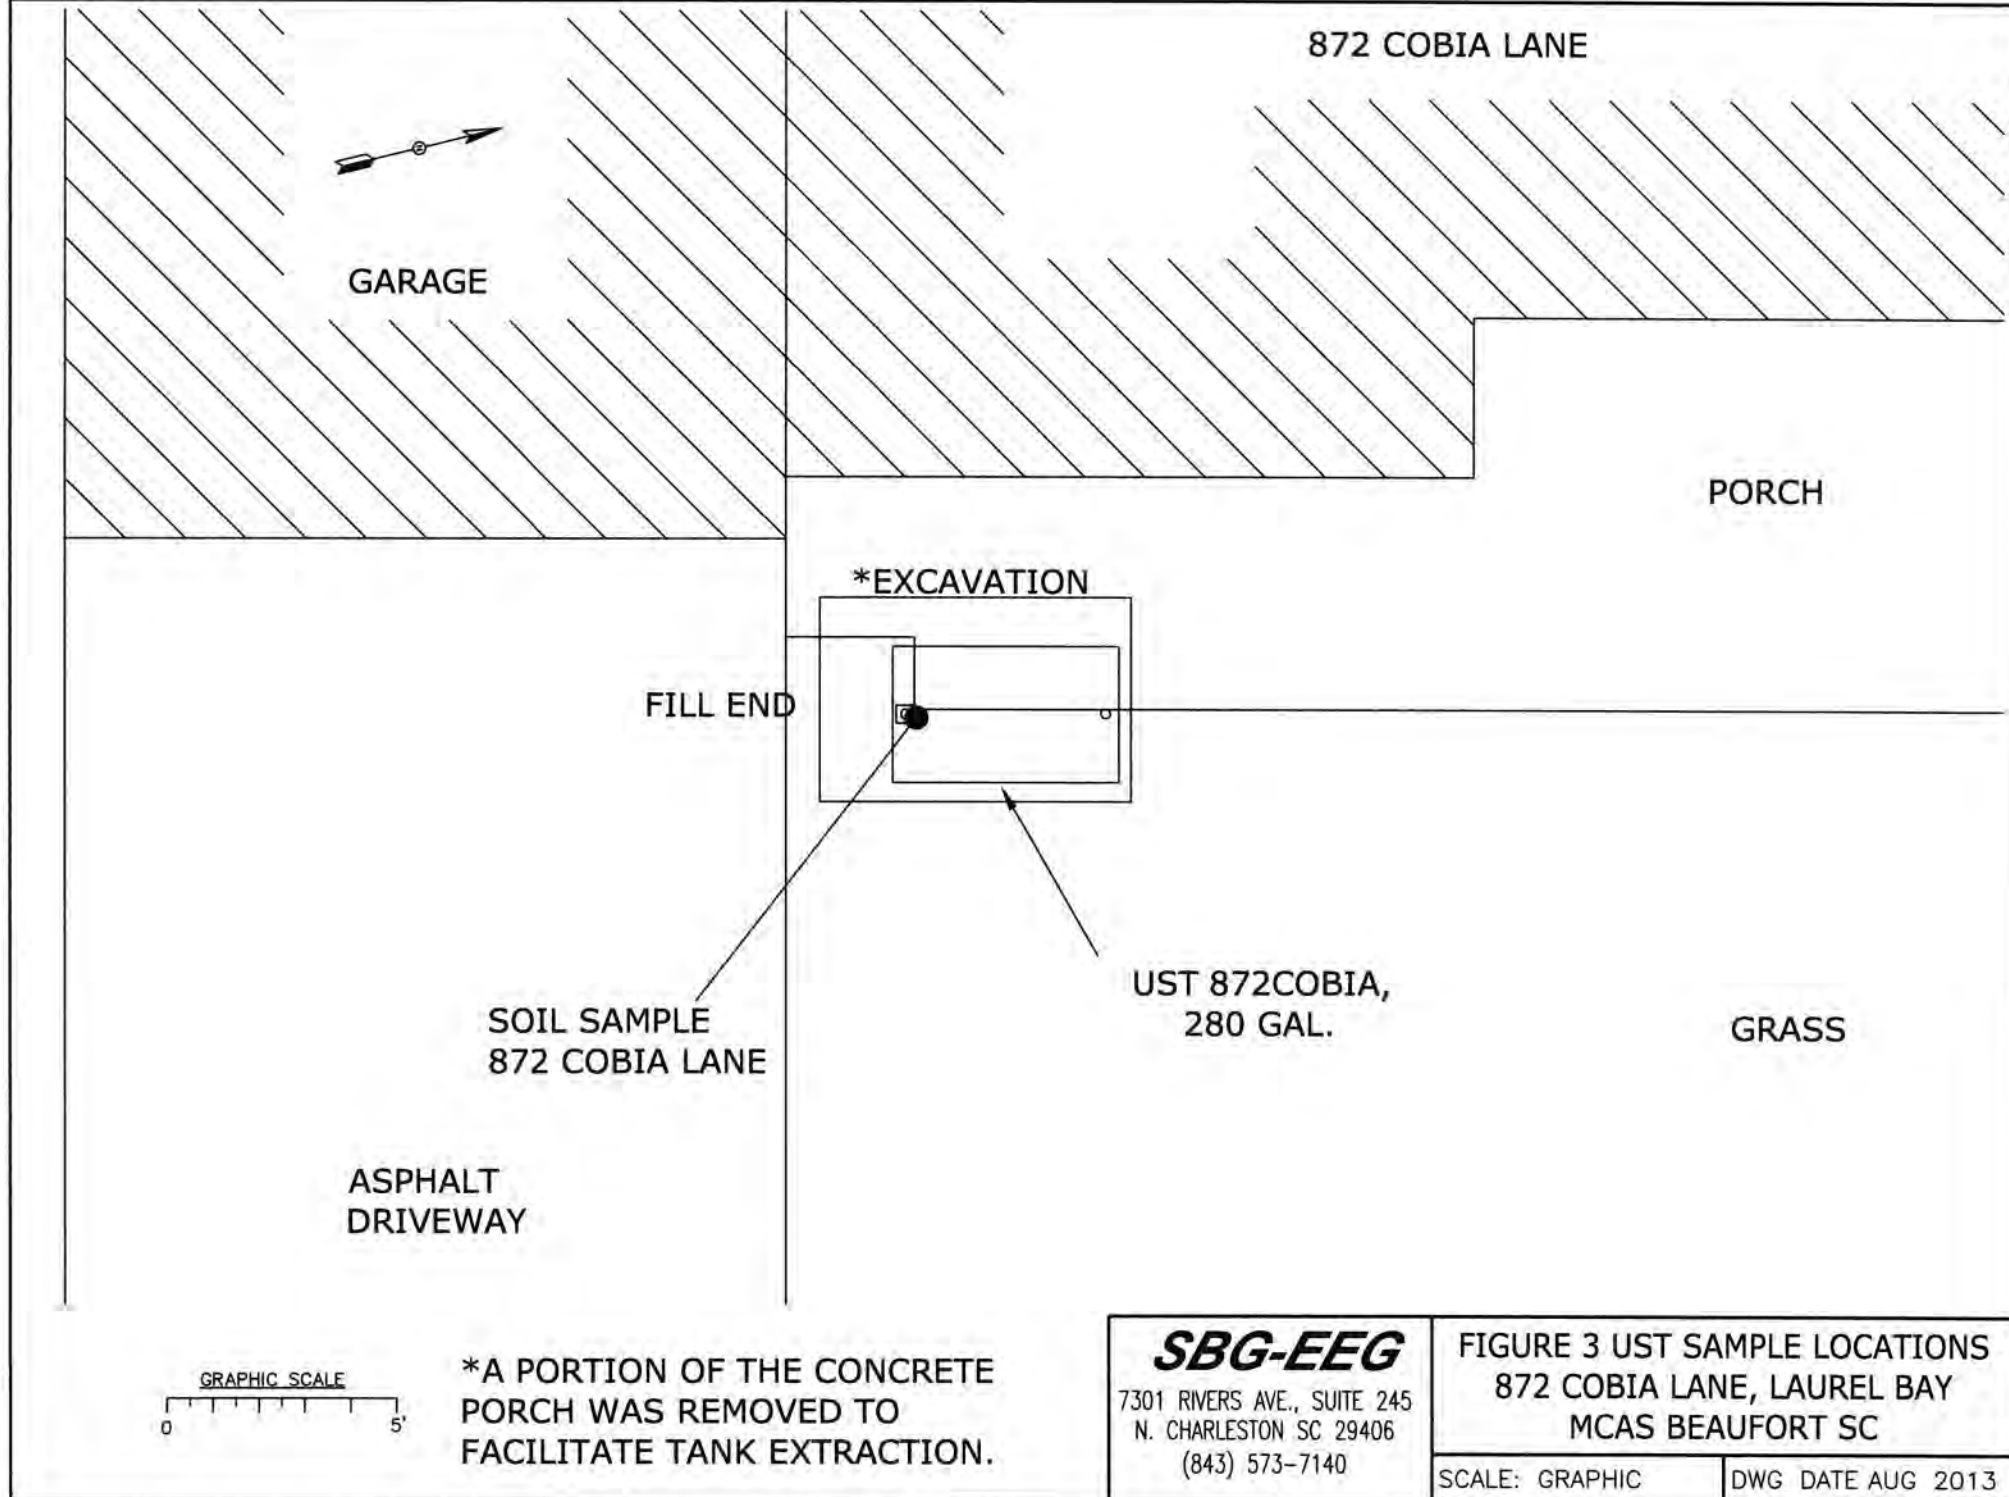 872 COBIA LANE
GARAGE
PORCH
*EXCAVATION
FILL END
SOIL SAMPLE
872 COBIA LANE
UST 872COBIA,
280 GAL.
GRASS
ASPHALT
DRIVEWAY
GRAPHIC SCALE
0 5'
*A PORTION OF THE CONCRETE
PORCH WAS REMOVED TO
FACILITATE TANK EXTRACTION.
SBG-EEG
7301 RIVERS AVE., SUITE 245
N. CHARLESTON SC 29406
(843) 573-7140
FIGURE 3 UST SAMPLE LOCATIONS
872 COBIA LANE, LAUREL BAY
MCAS BEAUFORT SC
SCALE: GRAPHIC
DWG DATE AUG 2013